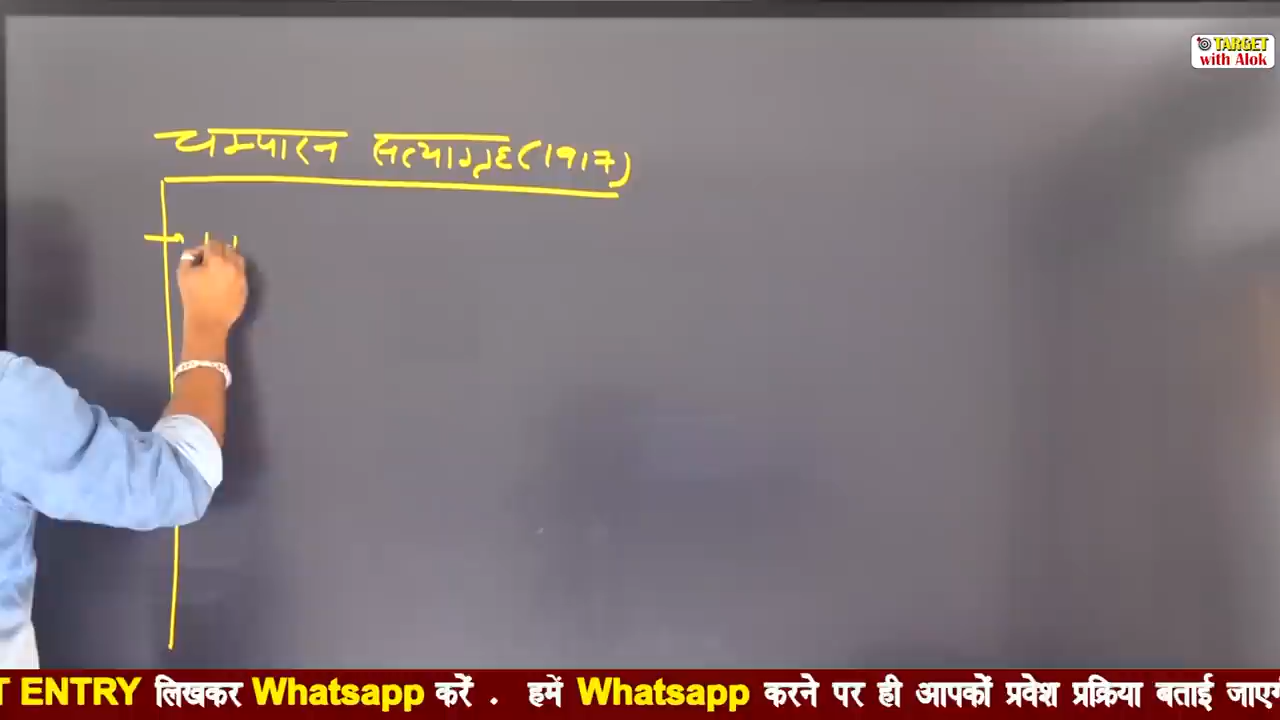 TARGET
with Alok
चम्पारन सत्याग्रह (1917)
T ENTRY लिखकर Whatsapp करें . हमें Whatsapp करने पर ही आपकों प्रवेश प्रक्रिया बताई जाएगी